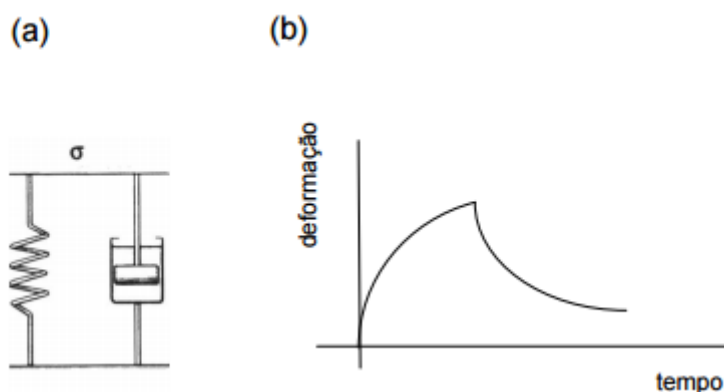 (a)
(b)
σ
deformação
tempo